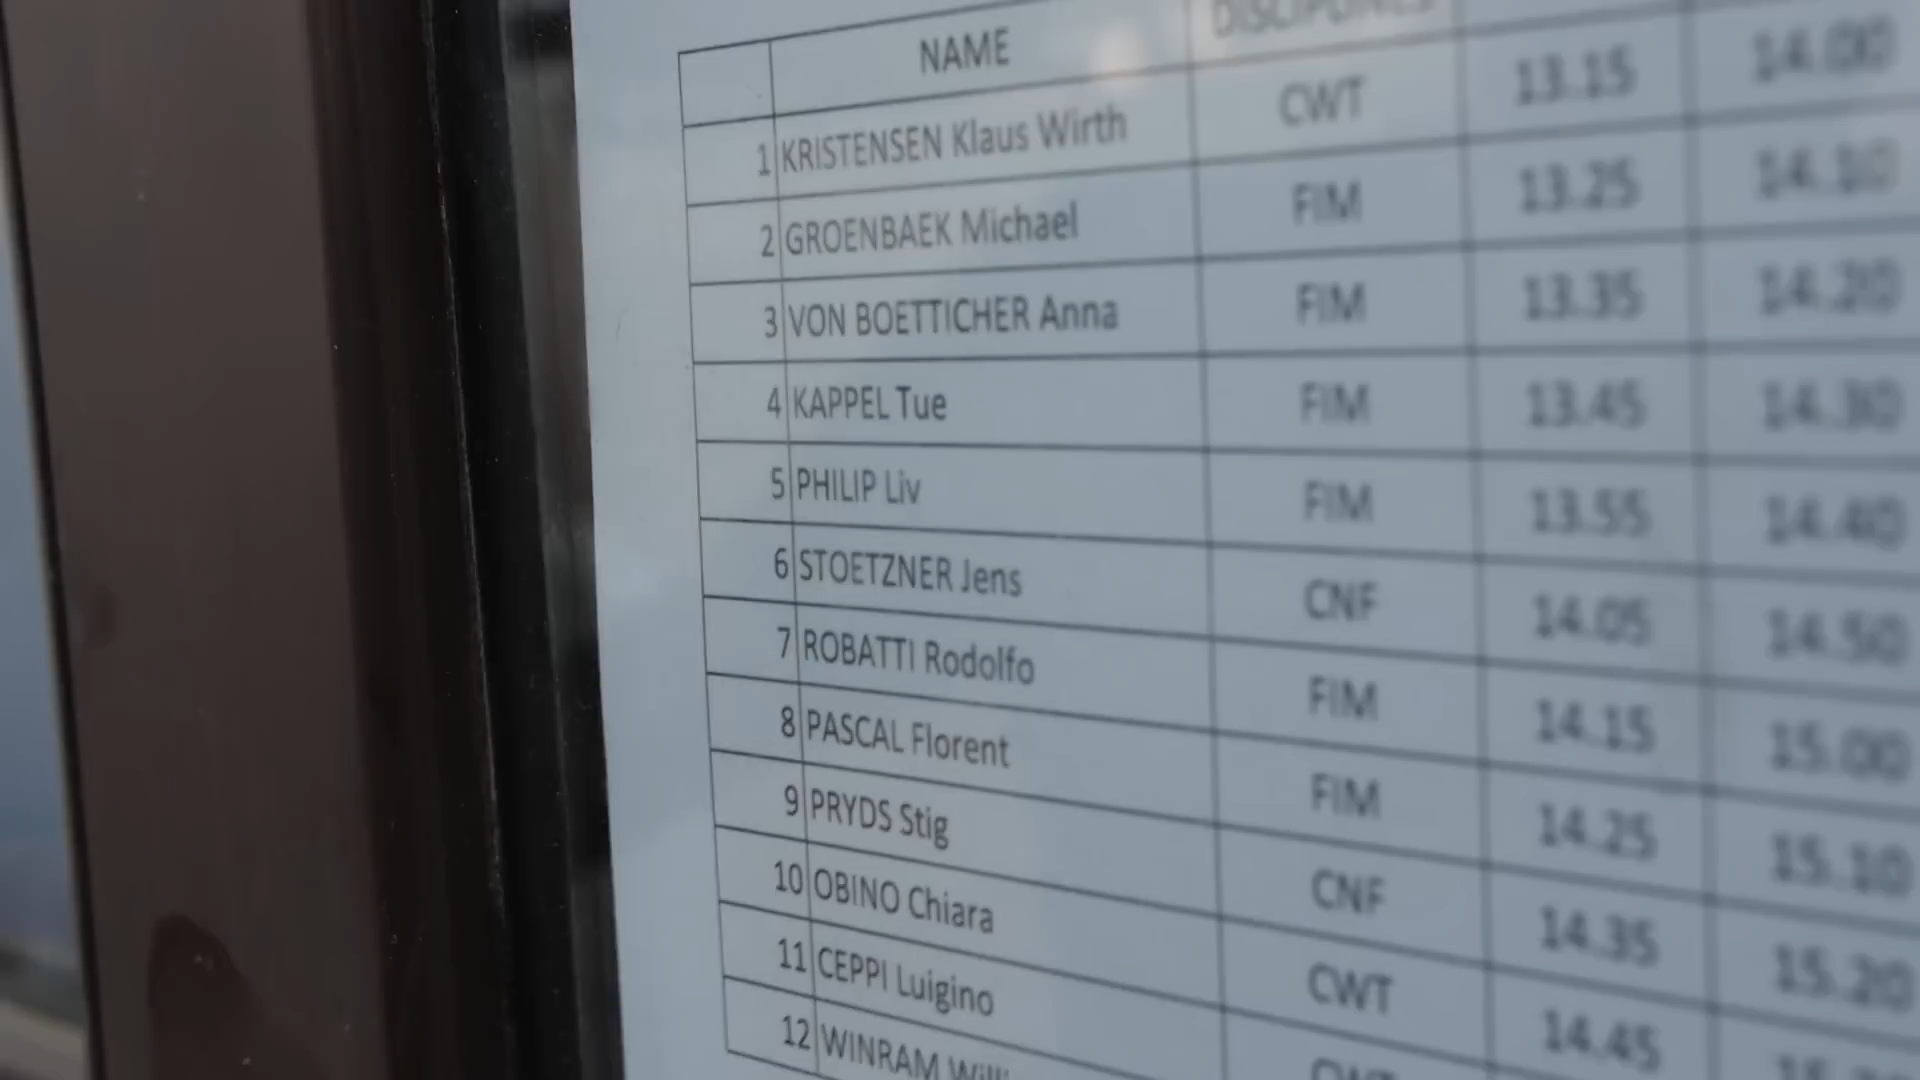 NAME DISCIPLINES
1 KRISTENSEN Klaus Wirth CWT 13.15 14.00
2 GROENBAEK Michael FIM 13.25 14.10
3 VON BOETTICHER Anna FIM 13.35 14.20
4 KAPPEL Tue FIM 13.45 14.30
5 PHILIP Liv FIM 13.55 14.40
6 STOETZNER Jens CNF 14.05 14.50
7 ROBATTI Rodolfo FIM 14.15 15.00
8 PASCAL Florent FIM 14.25 15.10
9 PRYDS Stig CNF 14.35 15.20
10 OBINO Chiara CWT 14.45
11 CEPPI Luigino CWT
12 WINRAM